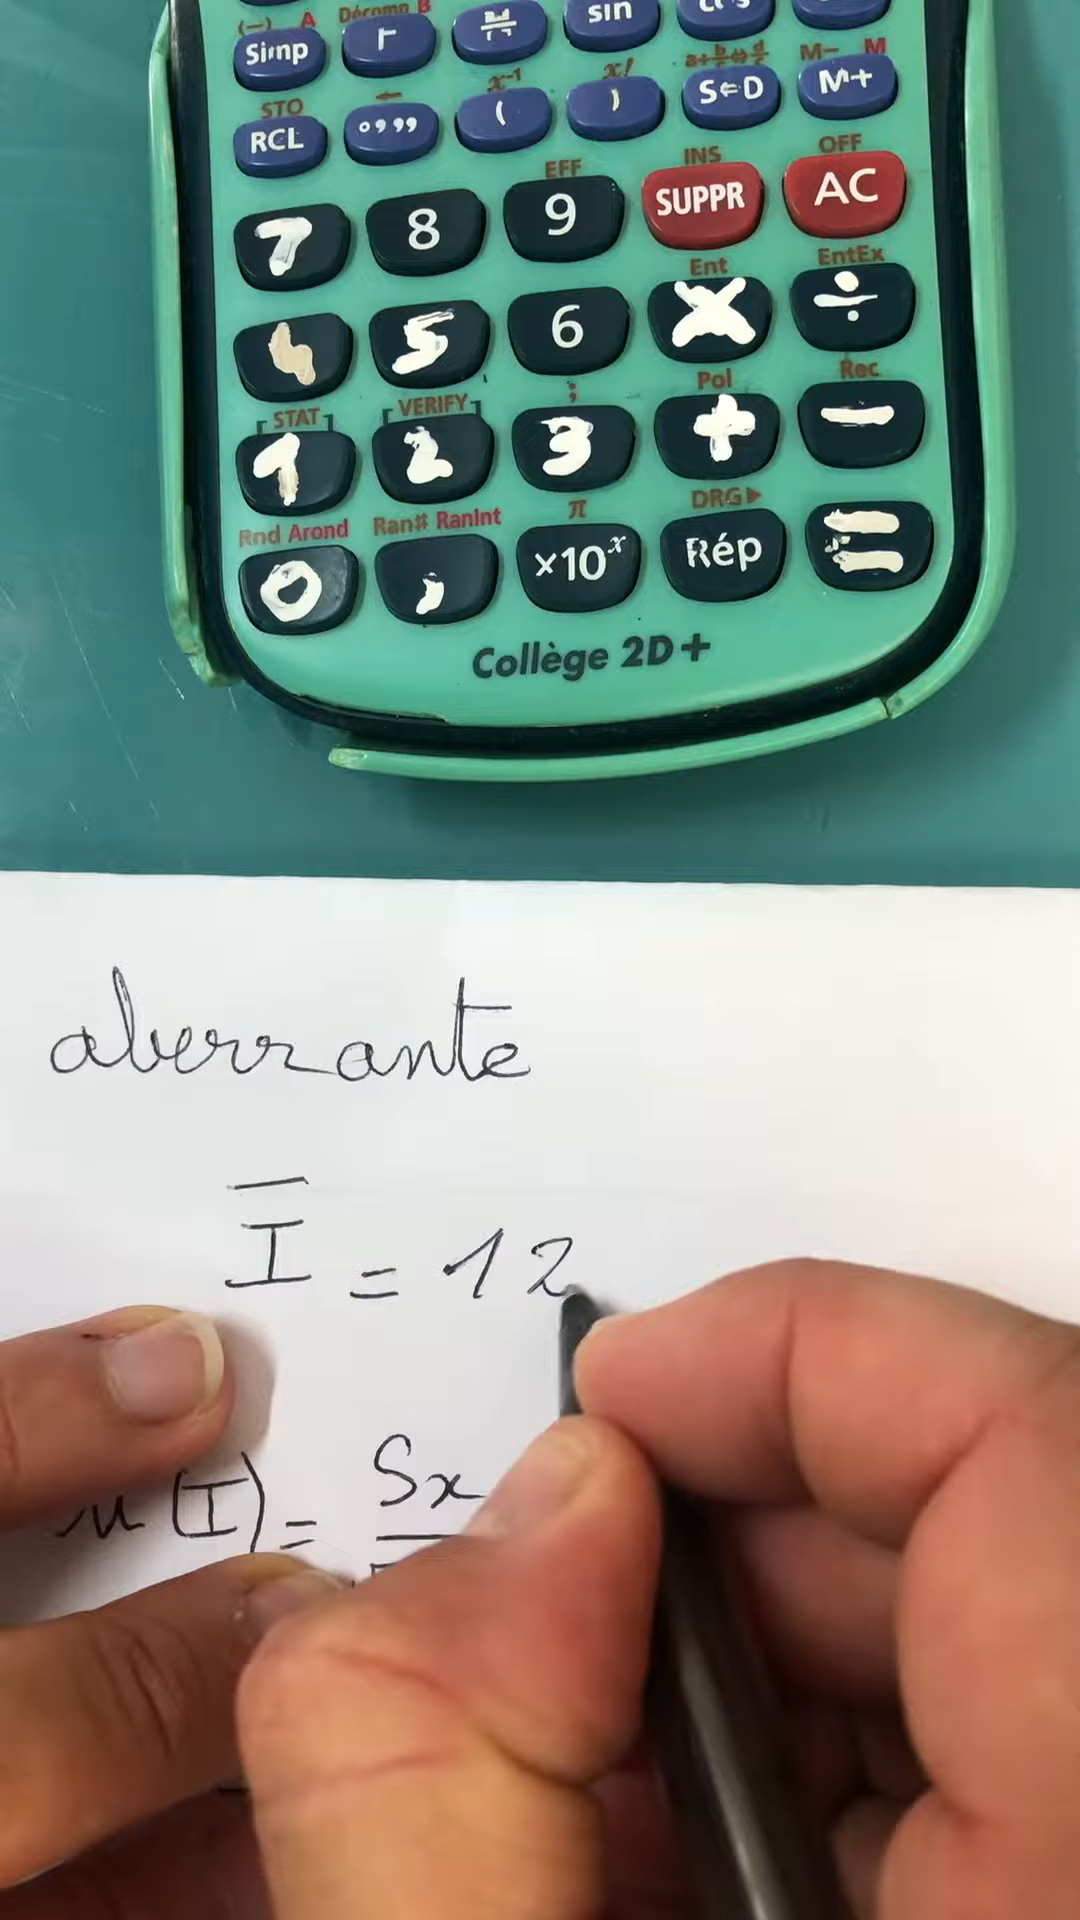 (−) A Décomp B
Simp sin
STO ← x⁻¹ x! a+b/c⇔d/c M− M
RCL ° ’ ’’ ( ) S⇔D M+
EFF INS OFF
7 8 9 SUPPR AC
Ent EntEx
4 5 6 × ÷
STAT VERIFY ; Pol Rec
1 2 3 + −
Rnd Arond Ran# RanInt π DRG▶
0 , ×10ˣ Rép =
Collège 2D+
aberrante
I̅ = 12
u(I) = Sx